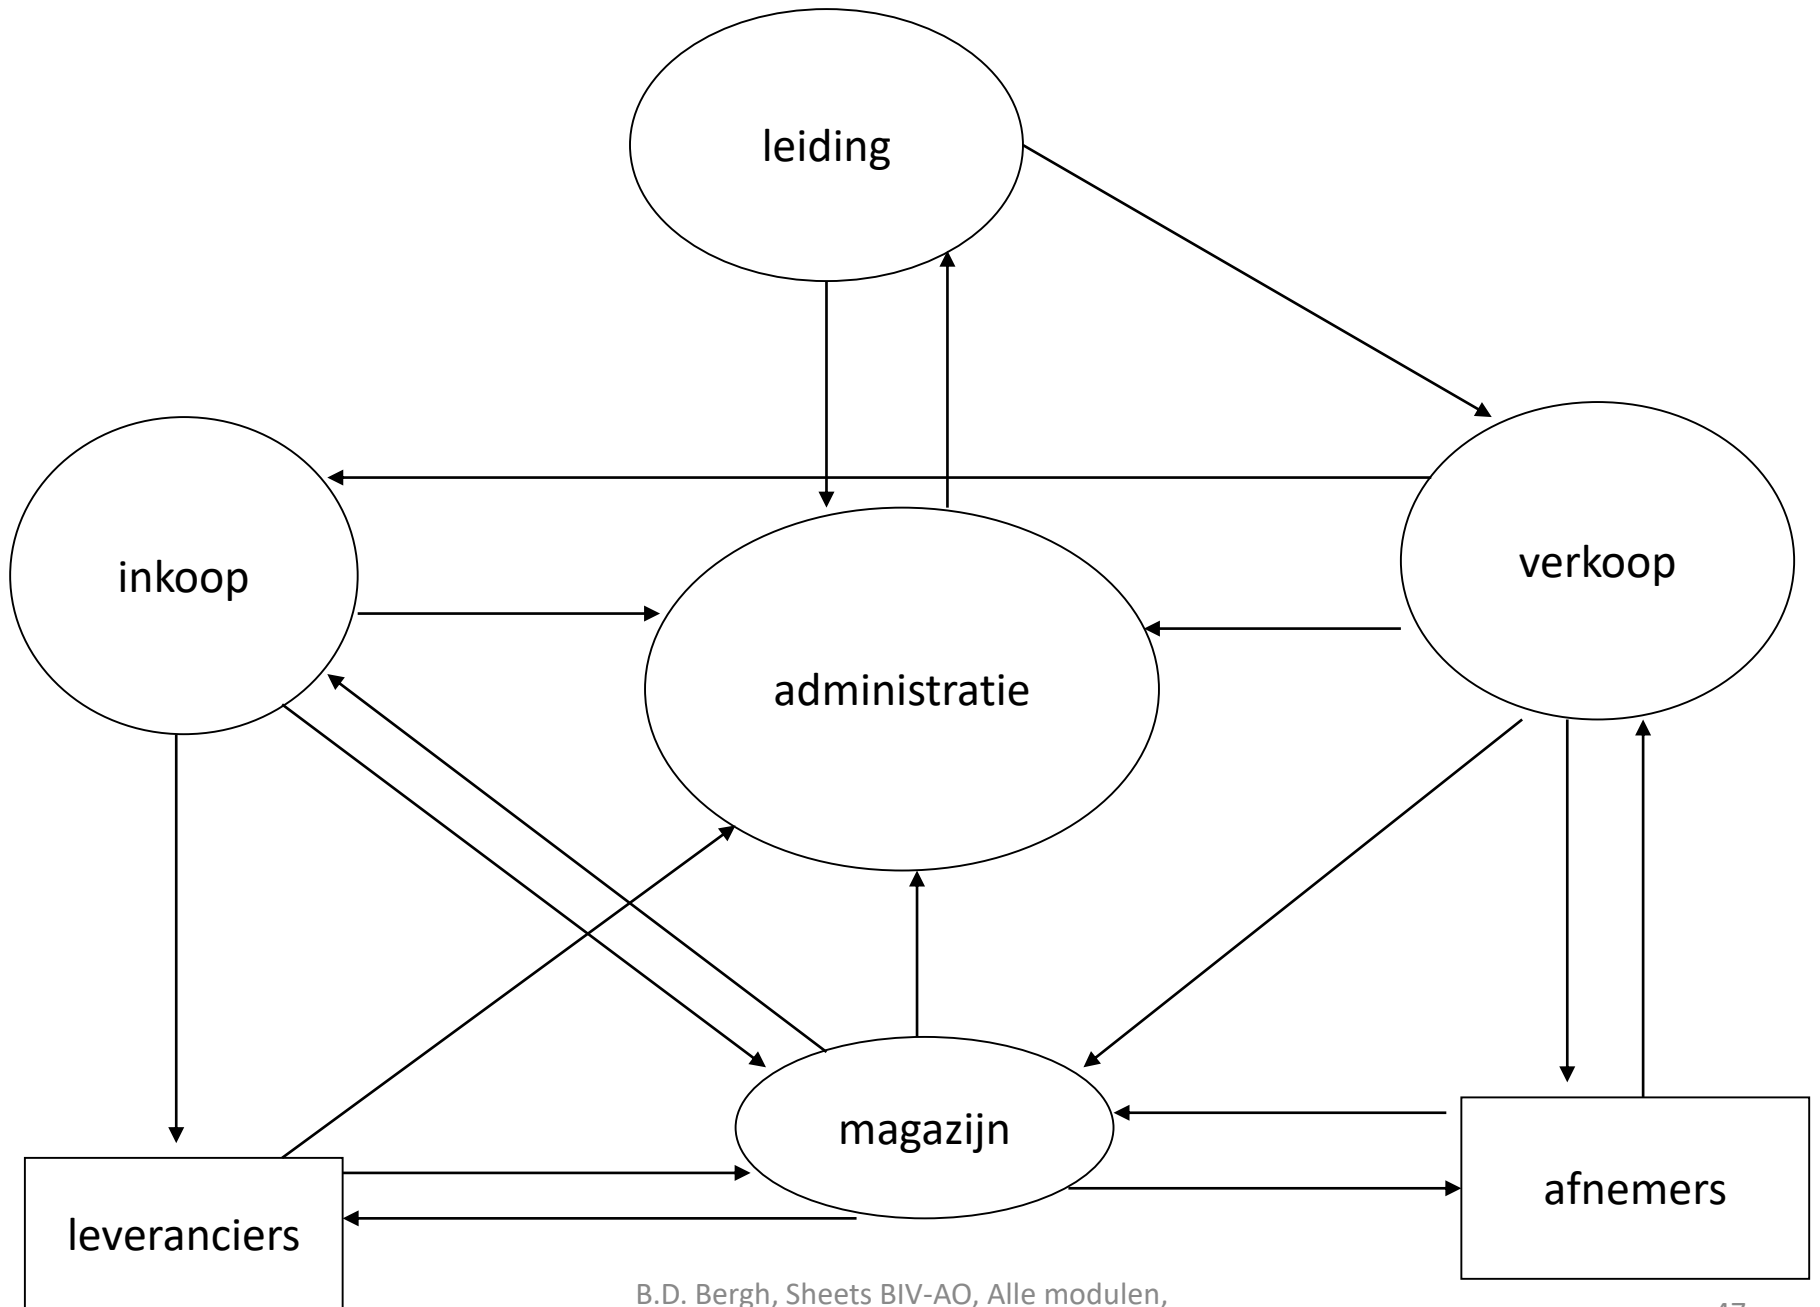 leiding
inkoop
verkoop
administratie
magazijn
afnemers
leveranciers
B.D. Bergh, Sheets BIV-AO, Alle modulen,